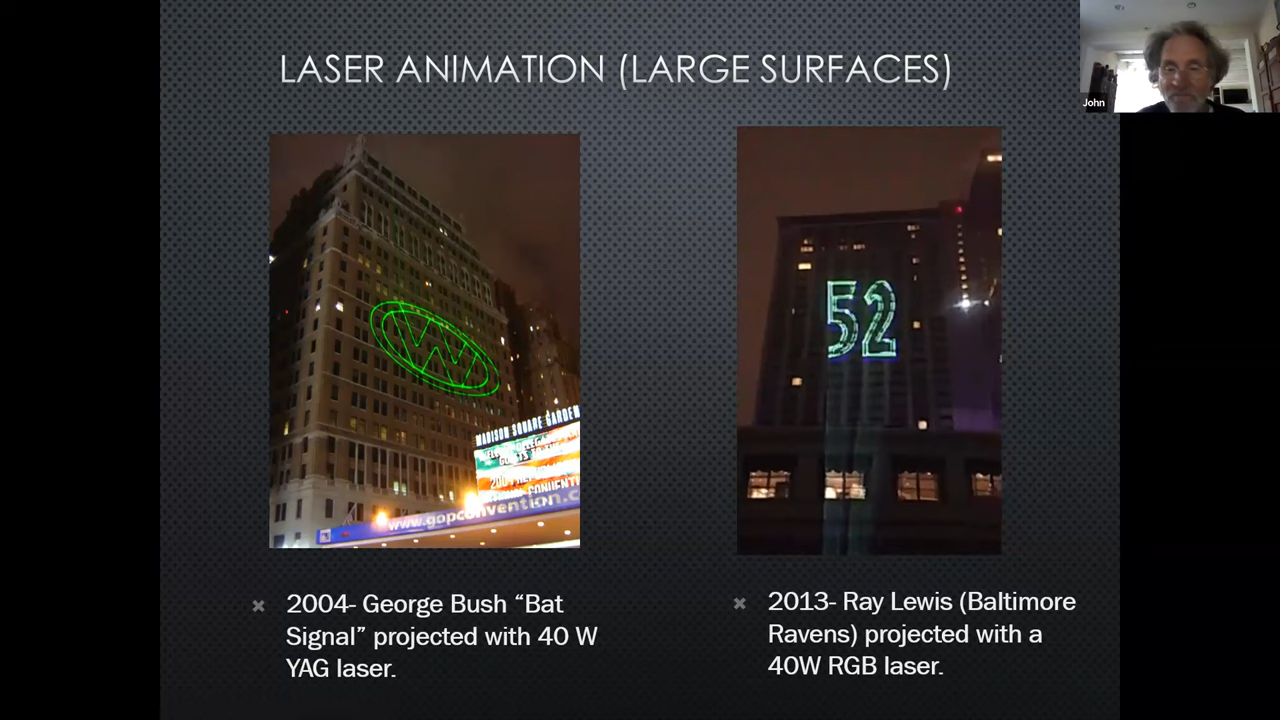 LASER ANIMATION (LARGE SURFACES)
John
W
MADISON SQUARE GARDEN
www.gopconvention.c
52
2004- George Bush “Bat
Signal” projected with 40 W
YAG laser.
2013- Ray Lewis (Baltimore
Ravens) projected with a
40W RGB laser.